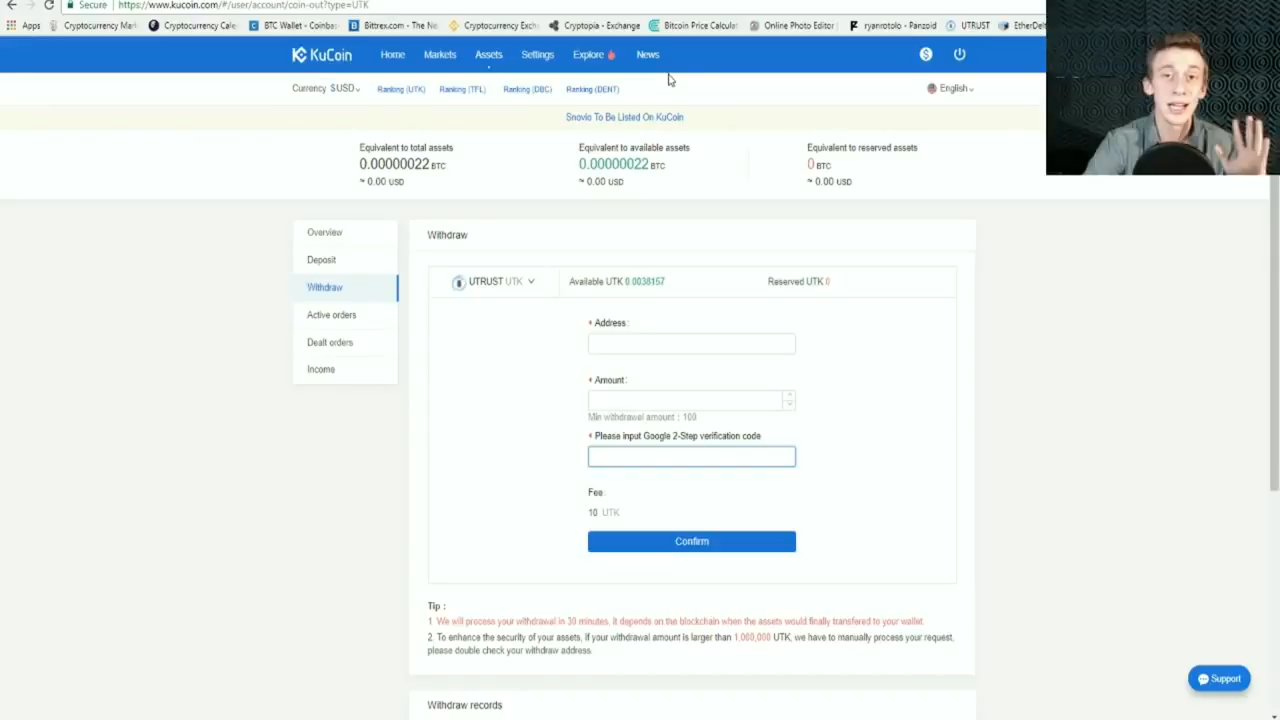 Secure https://www.kucoin.com/#/user/account/coin-out?type=UTK
Apps Cryptocurrency Mark Cryptocurrency Cale BTC Wallet - Coinbas Bittrex.com - The Ne Cryptocurrency Exch Cryptopia - Exchange Bitcoin Price Calcula Online Photo Editor ryanrotolo - Panzoid UTRUST EtherDel
KuCoin Home Markets Assets Settings Explore News
Currency $USD Ranking (UTK) Ranking (TFL) Ranking (DBC) Ranking (DENT) English
Snovio To Be Listed On KuCoin
Equivalent to total assets Equivalent to available assets Equivalent to reserved assets
0.00000022 BTC 0.00000022 BTC 0 BTC
≈ 0.00 USD ≈ 0.00 USD ≈ 0.00 USD
Overview
Deposit
Withdraw
Active orders
Dealt orders
Income
Withdraw
UTRUST UTK Available UTK 0.0038157 Reserved UTK 0
* Address :
* Amount :
Min withdrawal amount : 100
* Please input Google 2-Step verification code
Fee:
10 UTK
Confirm
Tip :
1. We will process your withdrawal in 30 minutes, it depends on the blockchain when the assets would finally transfered to your wallet.
2. To enhance the security of your assets, if your withdrawal amount is larger than 1,000,000 UTK, we have to manually process your request,
please double check your withdraw address.
Support
Withdraw records